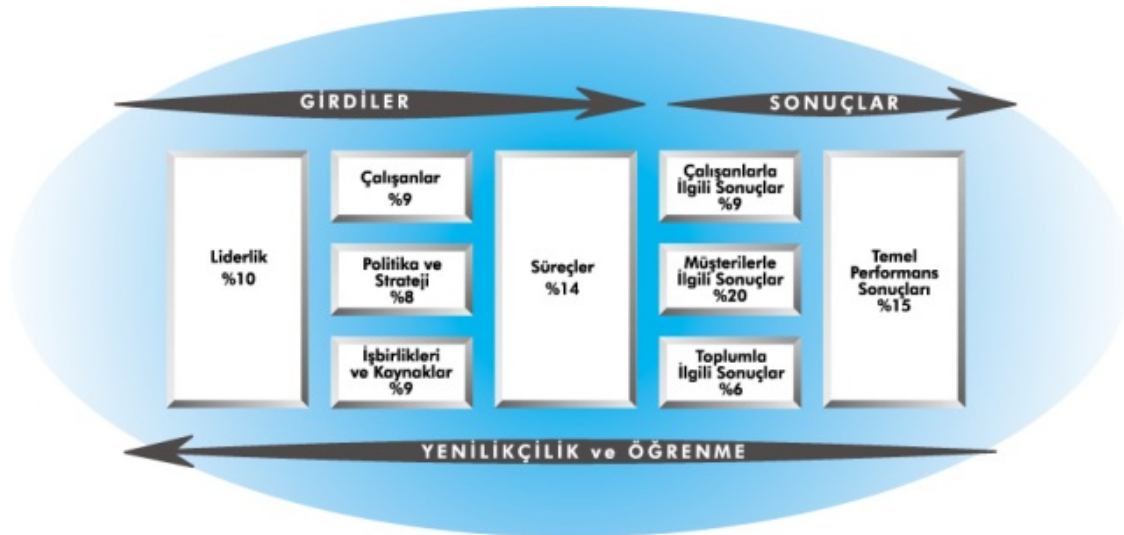 GİRDİLER
SONUÇLAR
Liderlik
%10
Çalışanlar
%9
Politika ve
Strateji
%8
İşbirlikleri
ve Kaynaklar
%9
Süreçler
%14
Çalışanlarla
İlgili Sonuçlar
%9
Müşterilerle
İlgili Sonuçlar
%20
Toplumla
İlgili Sonuçlar
%6
Temel
Performans
Sonuçları
%15
YENİLİKÇİLİK ve ÖĞRENME